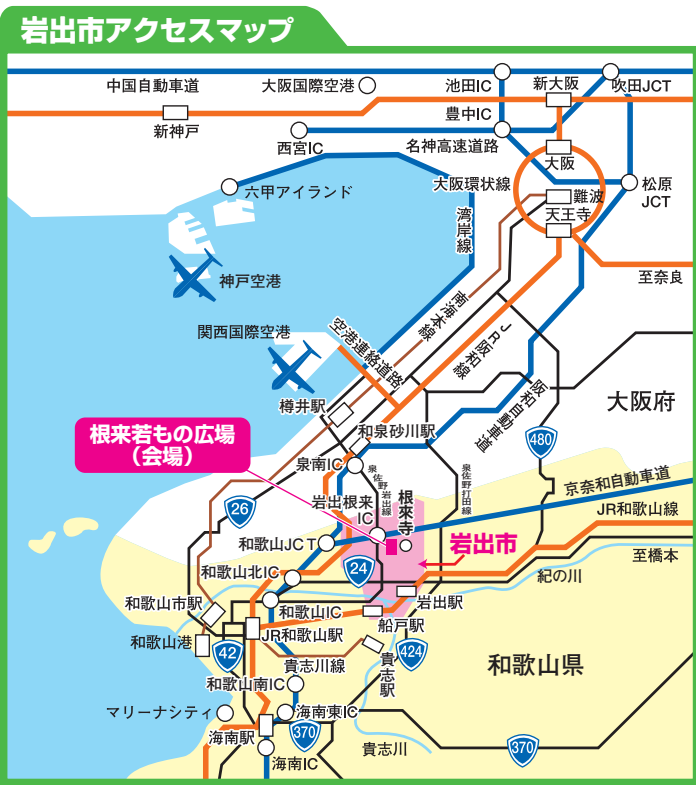 岩出市アクセスマップ
中国自動車道
大阪国際空港
池田IC
新大阪
吹田JCT
豊中IC
新神戸
西宮IC
名神高速道路
大阪
大阪環状線
松原
JCT
六甲アイランド
難波
天王寺
湾岸線
至奈良
神戸空港
南海本線
関西国際空港
空港連絡道路
JR阪和線
阪和自動車道
大阪府
樽井駅
根来若もの広場
(会場)
和泉砂川駅
480
泉南IC
泉佐野岩出線
泉佐野打田線
京奈和自動車道
岩出根来
IC
根来寺
26
JR和歌山線
和歌山JCT
岩出市
至橋本
24
和歌山北IC
紀の川
岩出駅
和歌山市駅
和歌山IC
船戸駅
和歌山港
JR和歌山駅
42
424
貴志川線
貴志駅
和歌山県
和歌山南IC
マリーナシティ
海南東IC
海南駅
370
貴志川
370
海南IC